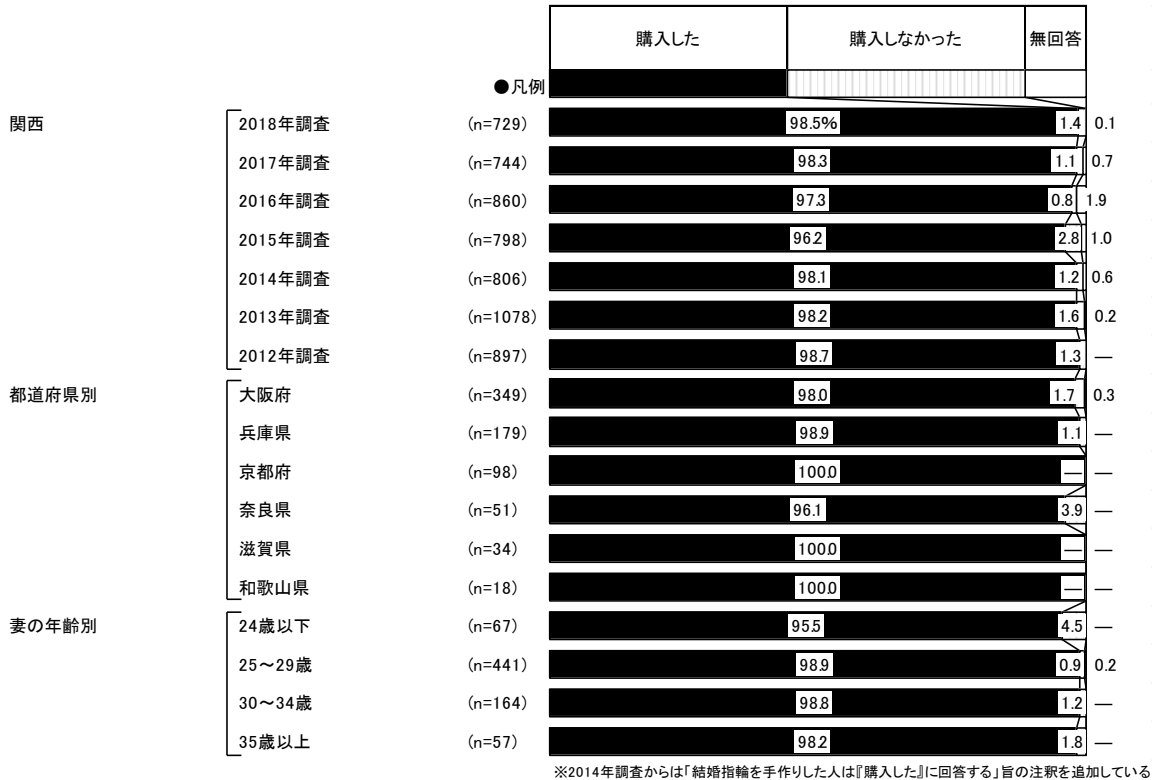 購入した 購入しなかった 無回答
●凡例
関西 2018年調査 (n=729) 98.5% 1.4 0.1
2017年調査 (n=744) 98.3 1.1 0.7
2016年調査 (n=860) 97.3 0.8 1.9
2015年調査 (n=798) 96.2 2.8 1.0
2014年調査 (n=806) 98.1 1.2 0.6
2013年調査 (n=1078) 98.2 1.6 0.2
2012年調査 (n=897) 98.7 1.3 —
都道府県別 大阪府 (n=349) 98.0 1.7 0.3
兵庫県 (n=179) 98.9 1.1 —
京都府 (n=98) 100.0 — —
奈良県 (n=51) 96.1 3.9 —
滋賀県 (n=34) 100.0 — —
和歌山県 (n=18) 100.0 — —
妻の年齢別 24歳以下 (n=67) 95.5 4.5 —
25～29歳 (n=441) 98.9 0.9 0.2
30～34歳 (n=164) 98.8 1.2 —
35歳以上 (n=57) 98.2 1.8 —
※2014年調査からは「結婚指輪を手作りした人は『購入した』に回答する」旨の注釈を追加している